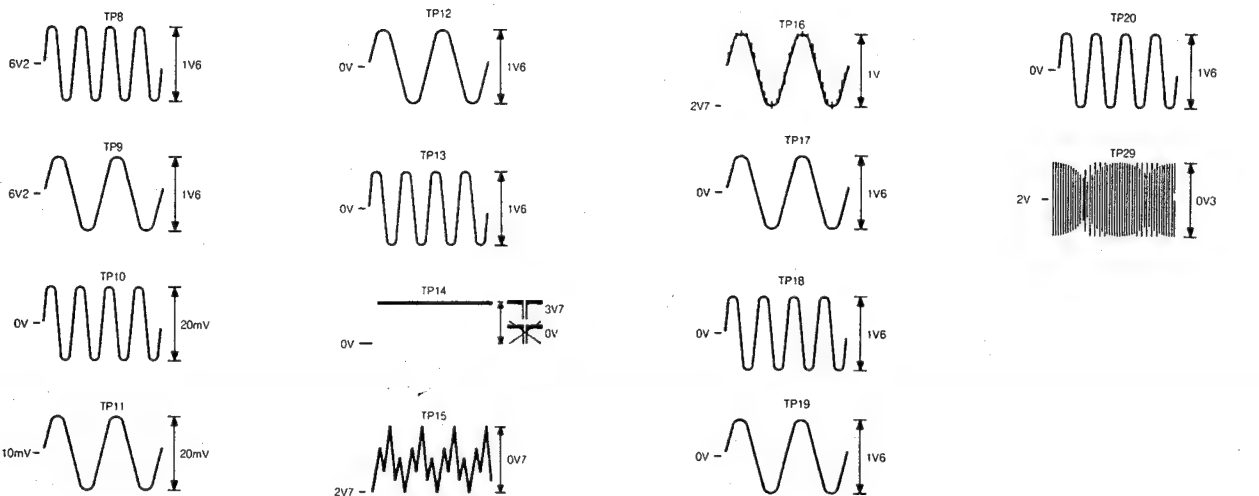 TP8
6V2
1V6
TP9
6V2
1V6
TP10
0V
20mV
TP11
10mV
20mV
TP12
0V
1V6
TP13
0V
1V6
TP14
3V7
0V
0V
TP15
0V7
2V7
TP16
1V
2V7
TP17
0V
1V6
TP18
0V
1V6
TP19
0V
1V6
TP20
0V
1V6
TP29
2V
0V3